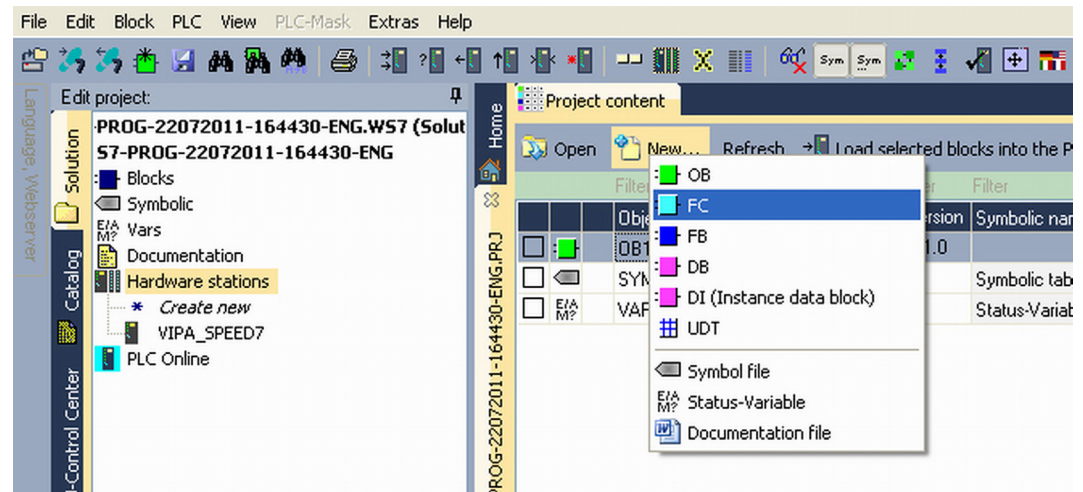 File Edit Block PLC View PLC-Mask Extras Help
Sym Sym
Language, Webserver
Edit project:
Solution
Catalog
-Control Center
PROG-22072011-164430-ENG.WS7 (Solut
S7-PROG-22072011-164430-ENG
Blocks
Symbolic
E/A M? Vars
Documentation
Hardware stations
* Create new
VIPA_SPEED7
PLC Online
Home
PROG-22072011-164430-ENG.PRJ
Project content
Open New... Refresh Load selected blocks into the P
Filter er Filter
Obje ersion Symbolic nar
OB1 1.0
SYM Symbolic tab
E/A M? VAR Status-Variab
OB
FC
FB
DB
DI (Instance data block)
UDT
Symbol file
E/A M? Status-Variable
Documentation file